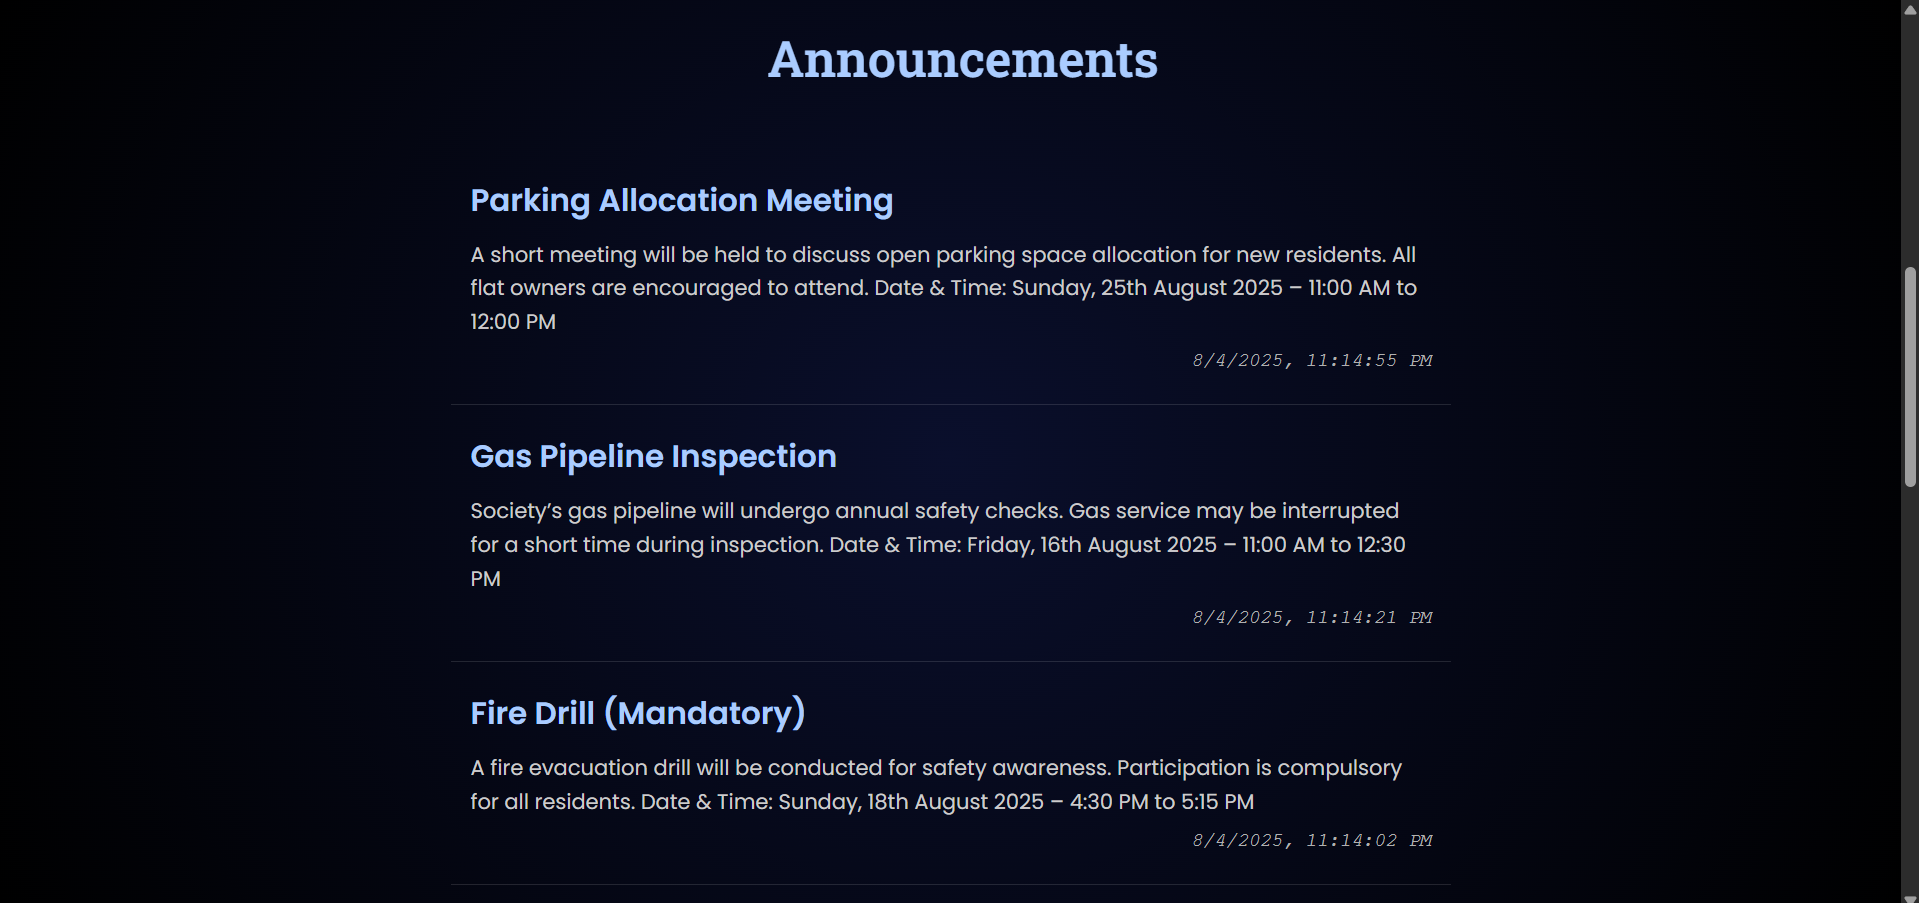 Announcements
Parking Allocation Meeting
A short meeting will be held to discuss open parking space allocation for new residents. All
flat owners are encouraged to attend. Date & Time: Sunday, 25th August 2025 – 11:00 AM to
12:00 PM
8/4/2025, 11:14:55 PM
Gas Pipeline Inspection
Society’s gas pipeline will undergo annual safety checks. Gas service may be interrupted
for a short time during inspection. Date & Time: Friday, 16th August 2025 – 11:00 AM to 12:30
PM
8/4/2025, 11:14:21 PM
Fire Drill (Mandatory)
A fire evacuation drill will be conducted for safety awareness. Participation is compulsory
for all residents. Date & Time: Sunday, 18th August 2025 – 4:30 PM to 5:15 PM
8/4/2025, 11:14:02 PM